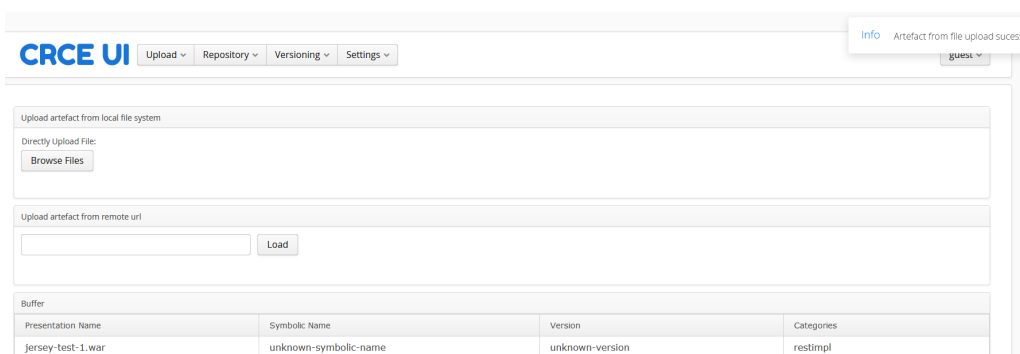 Info Artefact from file upload sucess
CRCE UI Upload Repository Versioning Settings guest
Upload artefact from local file system
Directly Upload File:
Browse Files
Upload artefact from remote url
Load
Buffer
Presentation Name Symbolic Name Version Categories
jersey-test-1.war unknown-symbolic-name unknown-version restimpl